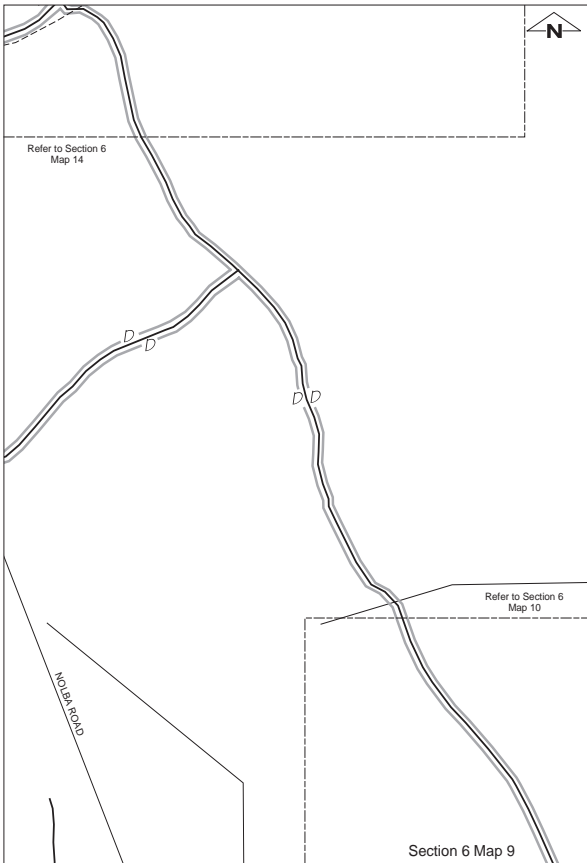 N
Refer to Section 6
Map 14
D
D
D D
Refer to Section 6
Map 10
NOLBA ROAD
Section 6 Map 9